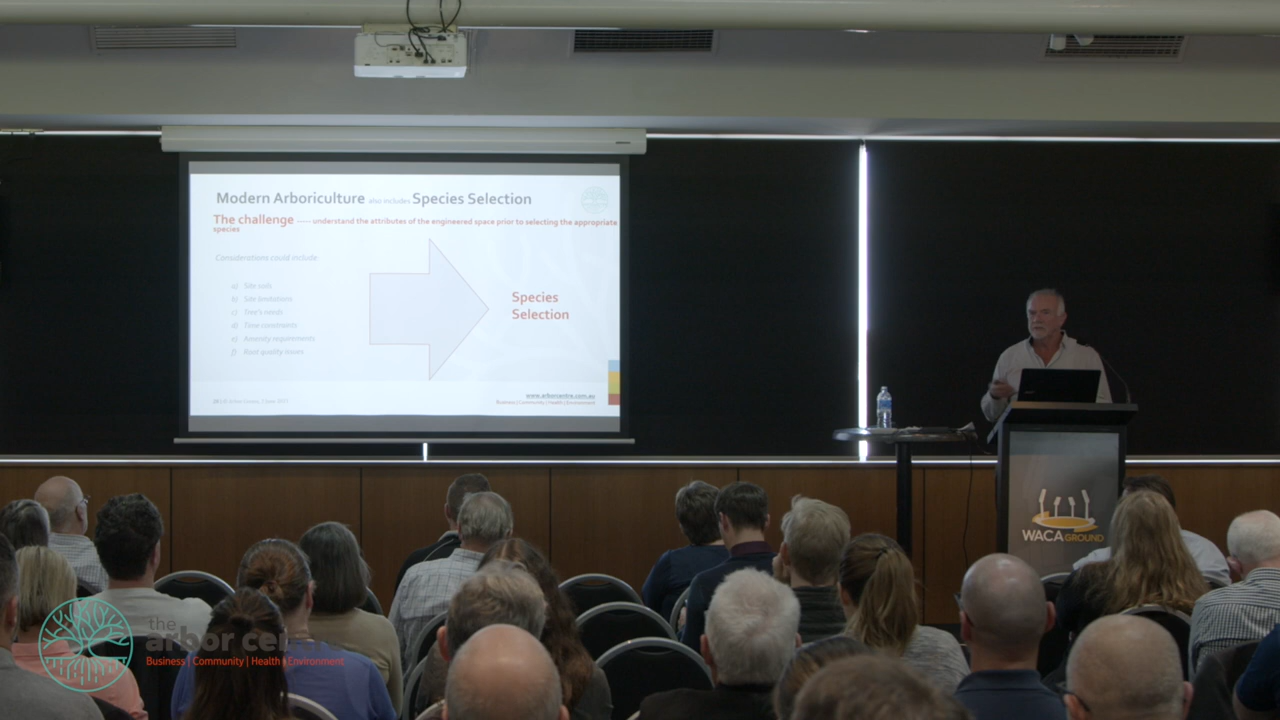 Modern Arboriculture also includes Species Selection
The challenge ---- understand the attributes of the engineered space prior to selecting the appropriate
species
Considerations could include:
a) Site soils
b) Site limitations
c) Tree's needs
d) Time constraints
e) Amenity requirements
f) Root quality issues
Species
Selection
www.arborcentre.com.au
Business | Community | Health | Environment
WACA GROUND
the
arbor ce
Business | Community | Health | Environment